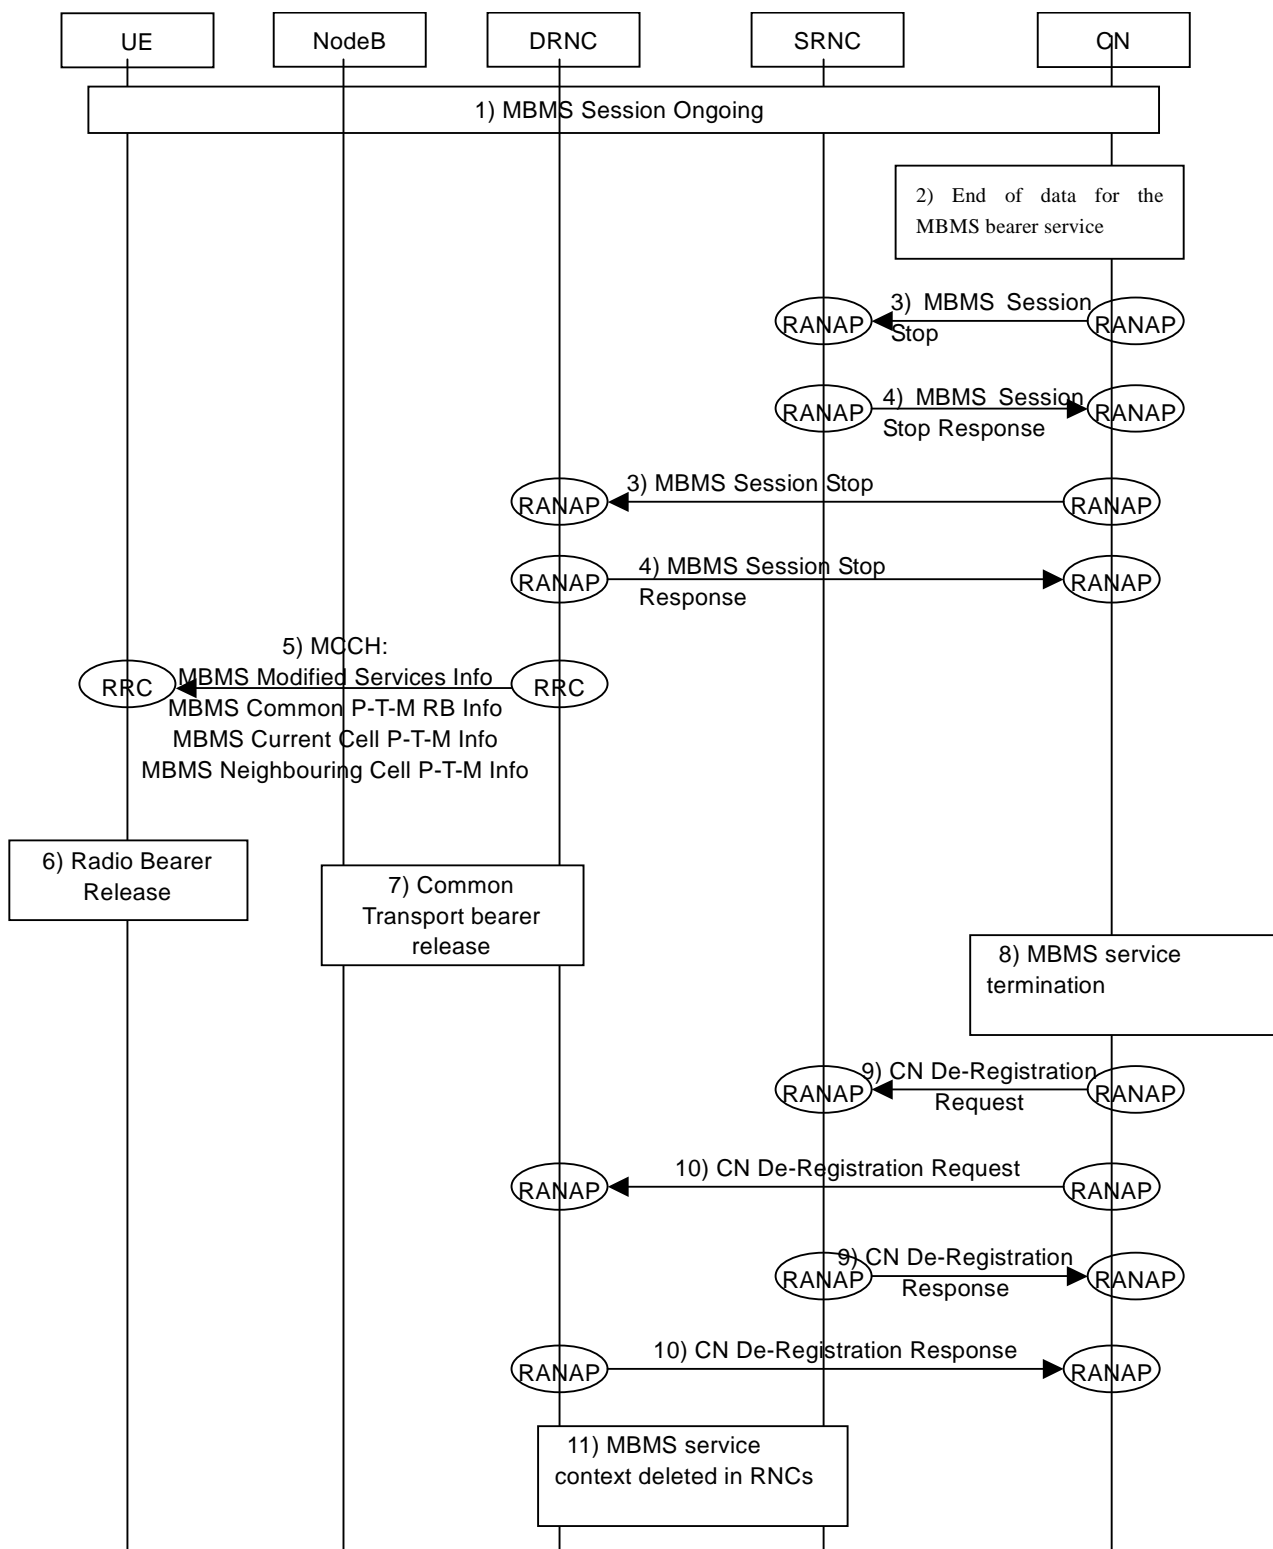 UE NodeB DRNC SRNC CN
1) MBMS Session Ongoing
2) End of data for the
MBMS bearer service
3) MBMS Session
Stop
RANAP RANAP
4) MBMS Session
Stop Response
RANAP RANAP
3) MBMS Session Stop
RANAP RANAP
4) MBMS Session Stop
Response
RANAP RANAP
5) MCCH:
MBMS Modified Services Info
RRC RRC
MBMS Common P-T-M RB Info
MBMS Current Cell P-T-M Info
MBMS Neighbouring Cell P-T-M Info
6) Radio Bearer
Release
7) Common
Transport bearer
release
8) MBMS service
termination
9) CN De-Registration
Request
RANAP RANAP
10) CN De-Registration Request
RANAP RANAP
9) CN De-Registration
Response
RANAP RANAP
10) CN De-Registration Response
RANAP RANAP
11) MBMS service
context deleted in RNCs